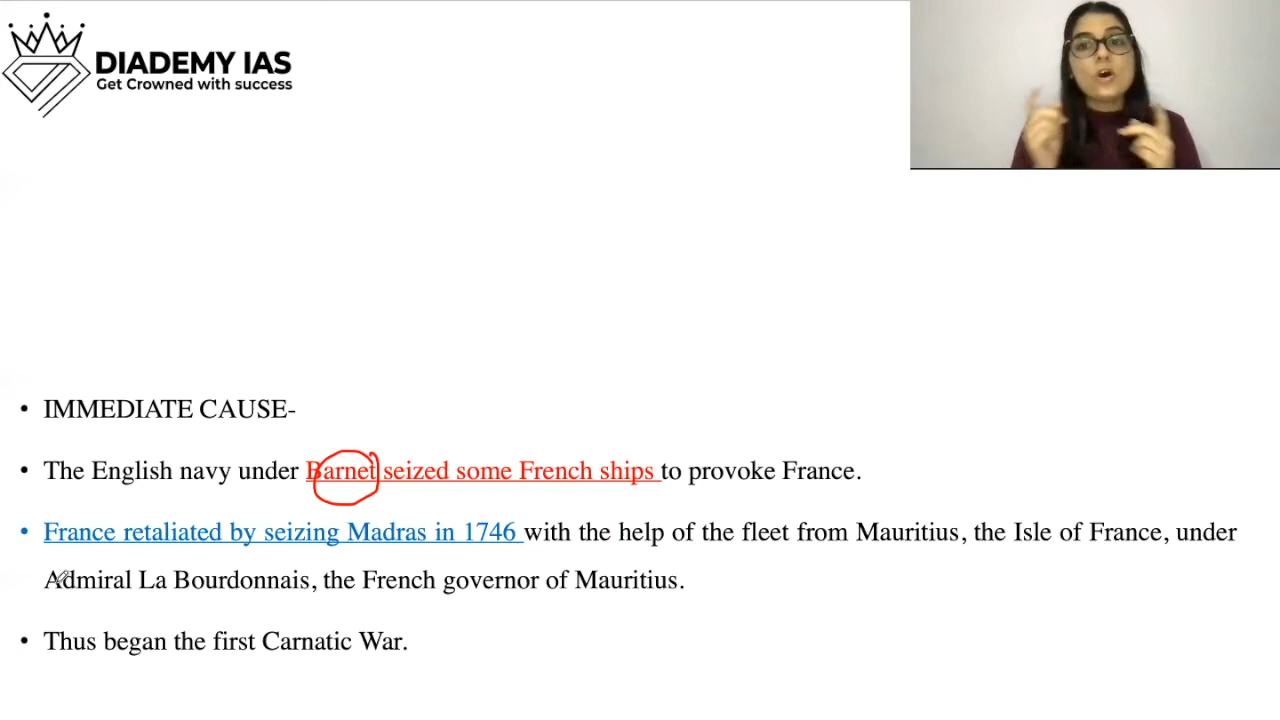 DIADEMY IAS
Get Crowned with success
• IMMEDIATE CAUSE-
• The English navy under Barnet seized some French ships to provoke France.
• France retaliated by seizing Madras in 1746 with the help of the fleet from Mauritius, the Isle of France, under
Admiral La Bourdonnais, the French governor of Mauritius.
• Thus began the first Carnatic War.